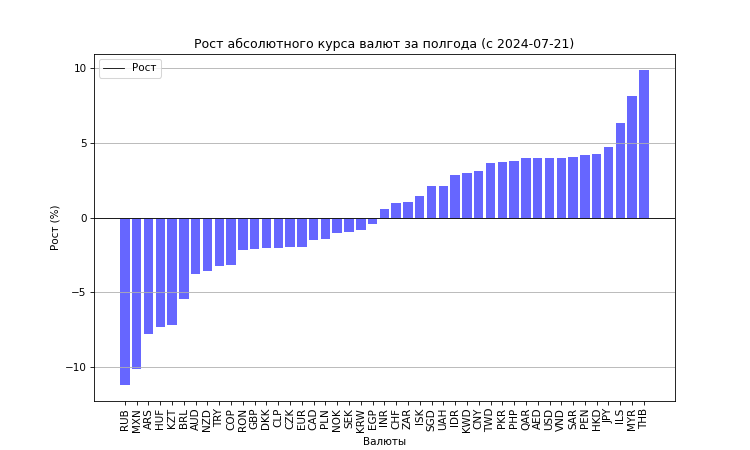 Рост абсолютного курса валют за полгода (с 2024-07-21)
Рост
10
5
0
−5
−10
Рост (%)
RUB MXN ARS HUF KZT BRL AUD NZD TRY COP RON GBP DKK CLP CZK EUR CAD PLN NOK SEK KRW EGP INR CHF ZAR ISK SGD UAH IDR KWD CNY TWD PKR PHP QAR AED USD VND SAR PEN HKD JPY ILS MYR THB
Валюты